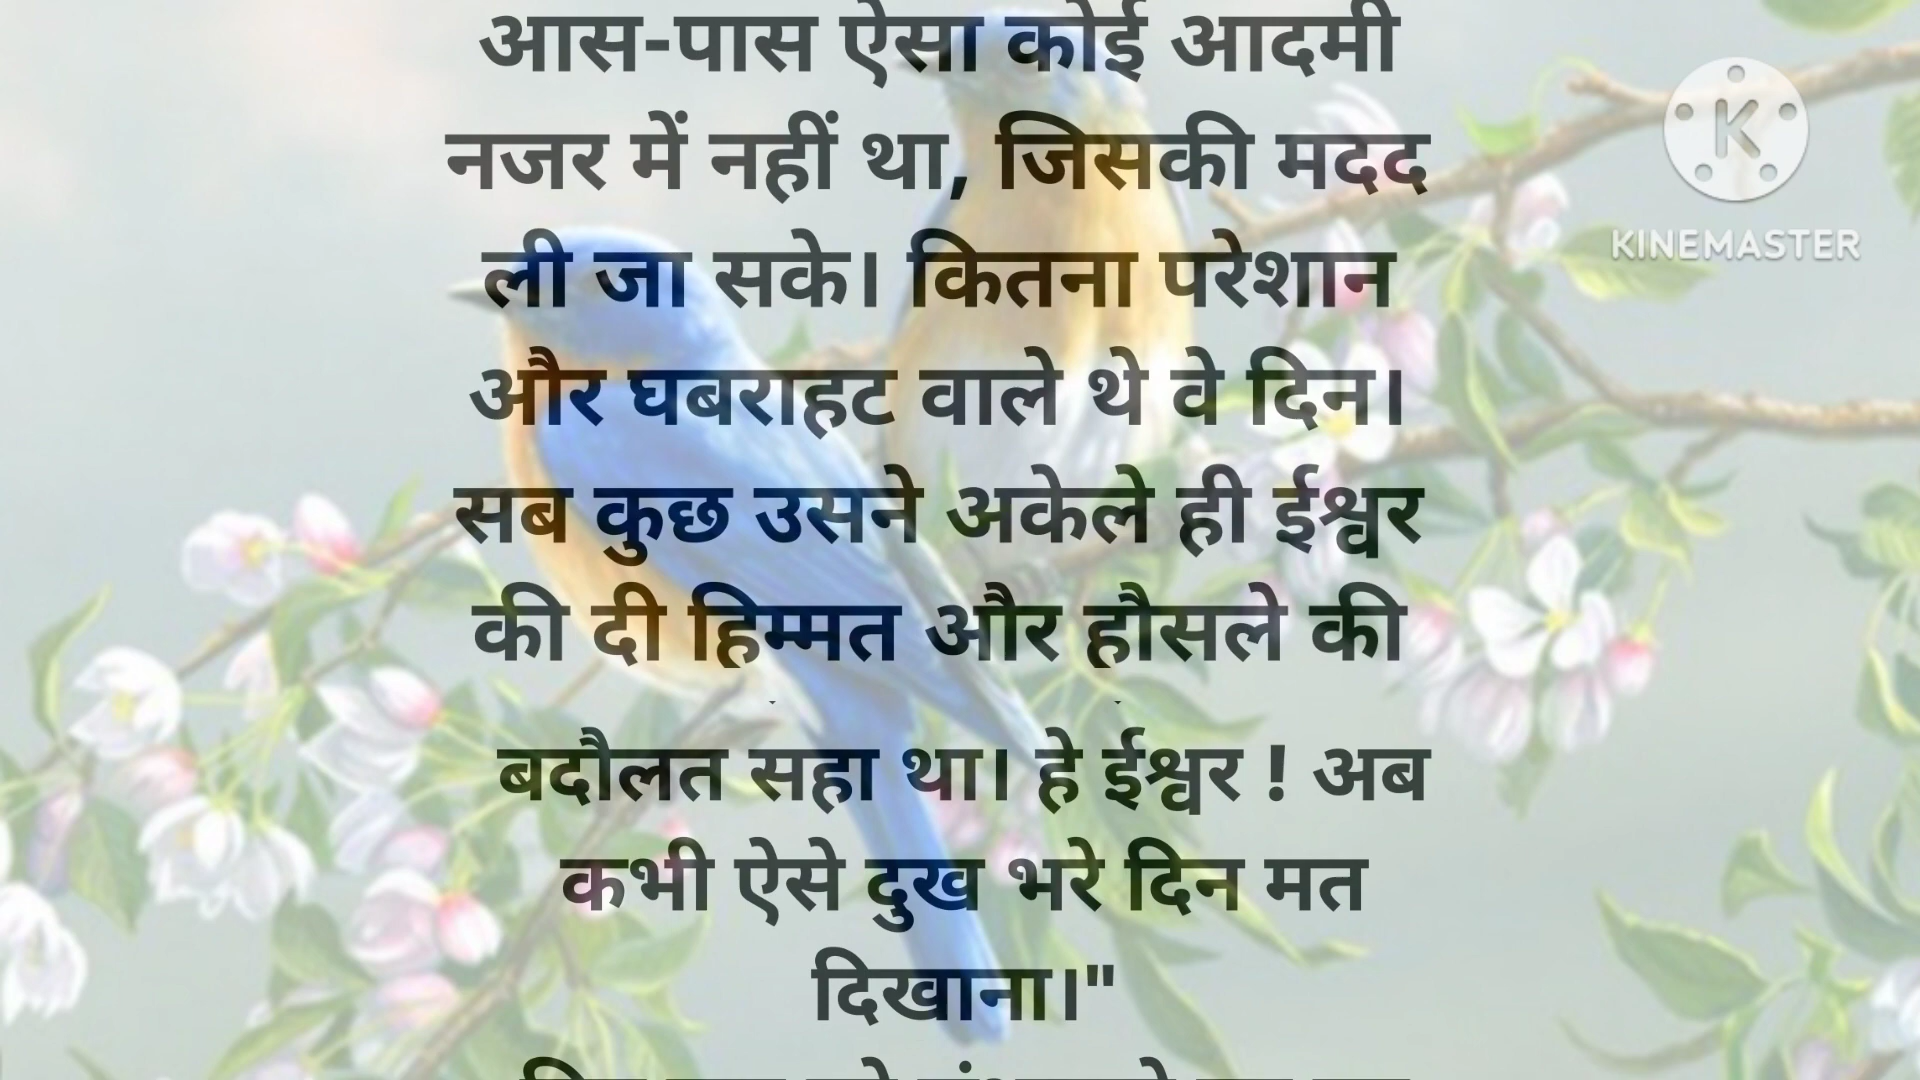 आस-पास ऐसा कोई आदमी
नजर में नहीं था, जिसकी मदद
ली जा सके। कितना परेशान
और घबराहट वाले थे वे दिन।
सब कुछ उसने अकेले ही ईश्वर
की दी हिम्मत और हौसले की
बदौलत सहा था। हे ईश्वर ! अब
कभी ऐसे दुख भरे दिन मत
दिखाना।"
K
KINEMASTER